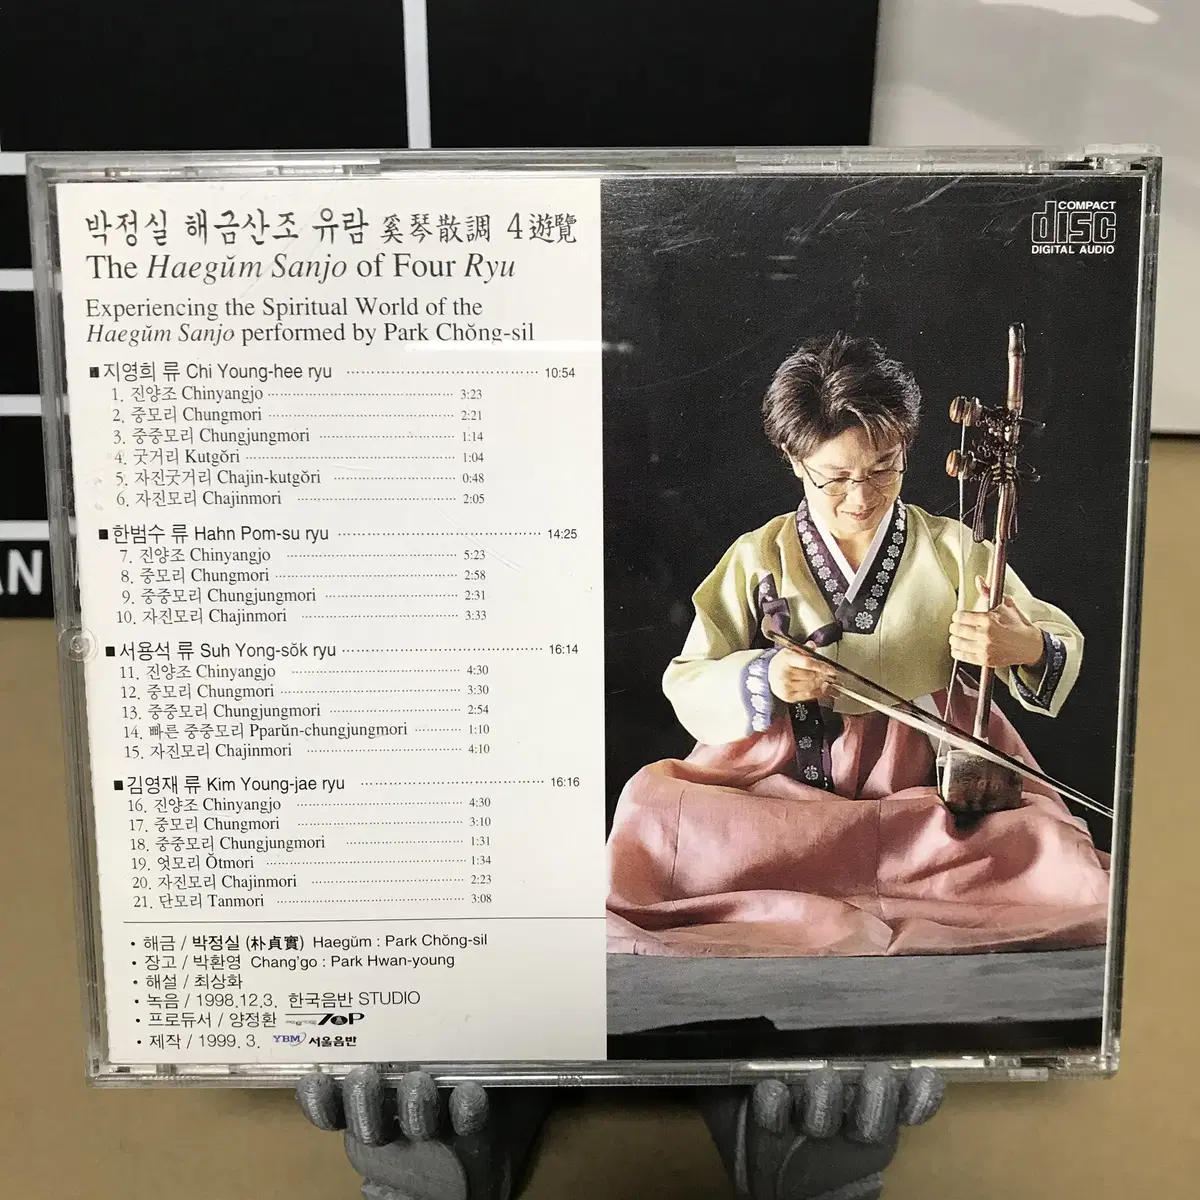 박정실 해금산조 유람 奚琴散調 4遊覽
The Haegŭm Sanjo of Four Ryu
Experiencing the Spiritual World of the
Haegŭm Sanjo performed by Park Chŏng-sil
■지영희 류 Chi Young-hee ryu 10:54
1. 진양조 Chinyangjo 3:23
2. 중모리 Chungmori 2:21
3. 중중모리 Chungjungmori 1:14
4. 굿거리 Kutgŏri 1:04
5. 자진굿거리 Chajin-kutgŏri 0:48
6. 자진모리 Chajinmori 2:05
■한범수 류 Hahn Pom-su ryu 14:25
7. 진양조 Chinyangjo 5:23
8. 중모리 Chungmori 2:58
9. 중중모리 Chungjungmori 2:31
10. 자진모리 Chajinmori 3:33
■서용석 류 Suh Yong-sŏk ryu 16:14
11. 진양조 Chinyangjo 4:30
12. 중모리 Chungmori 3:30
13. 중중모리 Chungjungmori 2:54
14. 빠른 중중모리 Pparŭn-chungjungmori 1:10
15. 자진모리 Chajinmori 4:10
■김영재 류 Kim Young-jae ryu 16:16
16. 진양조 Chinyangjo 4:30
17. 중모리 Chungmori 3:10
18. 중중모리 Chungjungmori 1:31
19. 엇모리 Ŏtmori 1:34
20. 자진모리 Chajinmori 2:23
21. 단모리 Tanmori 3:08
• 해금 / 박정실 (朴貞實) Haegŭm : Park Chŏng-sil
• 장고 / 박환영 Chang'go : Park Hwan-young
• 해설 / 최상화
• 녹음 / 1998.12.3. 한국음반 STUDIO
• 프로듀서 / 양정환 TOP
• 제작 / 1999. 3. YBM 서울음반
COMPACT
disc
DIGITAL AUDIO
AN